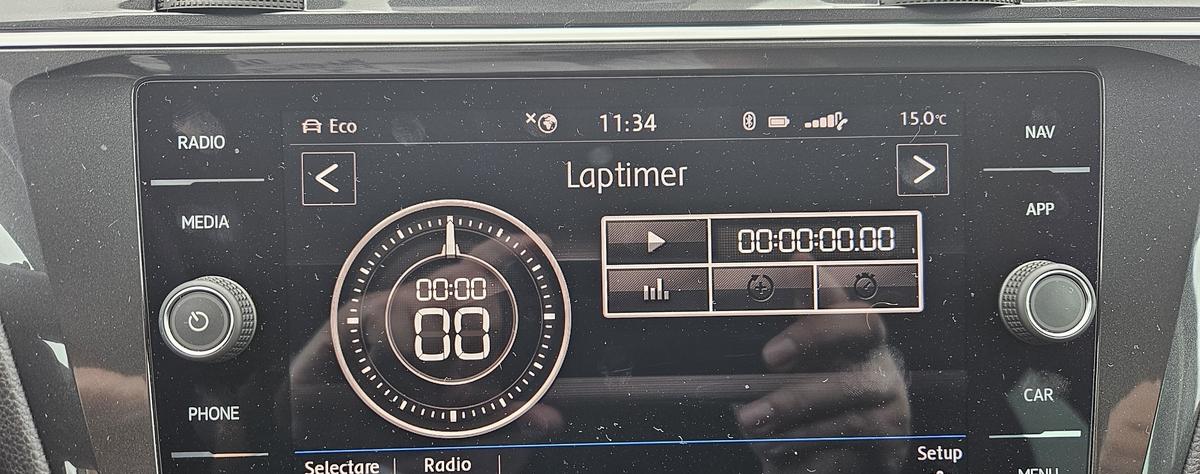 RADIO
MEDIA
PHONE
Eco
11:34
15.0°C
Laptimer
00:00
00
00:00:00.00
Selectare
Radio
Setup
NAV
APP
CAR
MENU